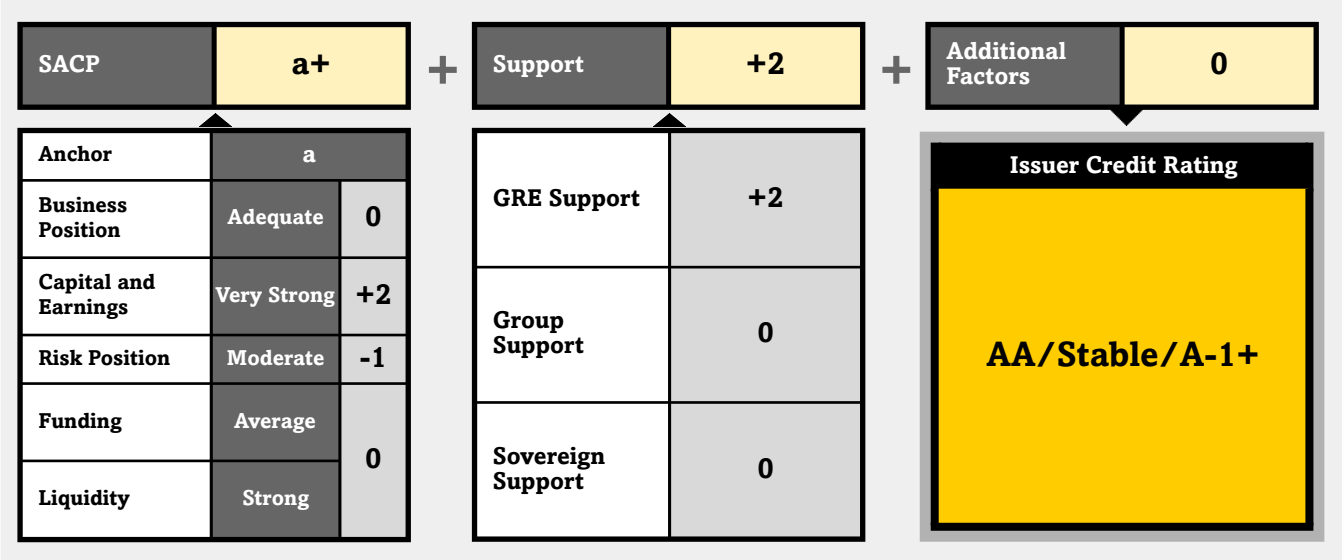 SACP
a+
+
Support
+2
+
Additional
Factors
0
Anchor
a
Business
Position
Adequate
0
Capital and
Earnings
Very Strong
+2
Risk Position
Moderate
-1
Funding
Average
0
Liquidity
Strong
GRE Support
+2
Group
Support
0
Sovereign
Support
0
Issuer Credit Rating
AA/Stable/A-1+